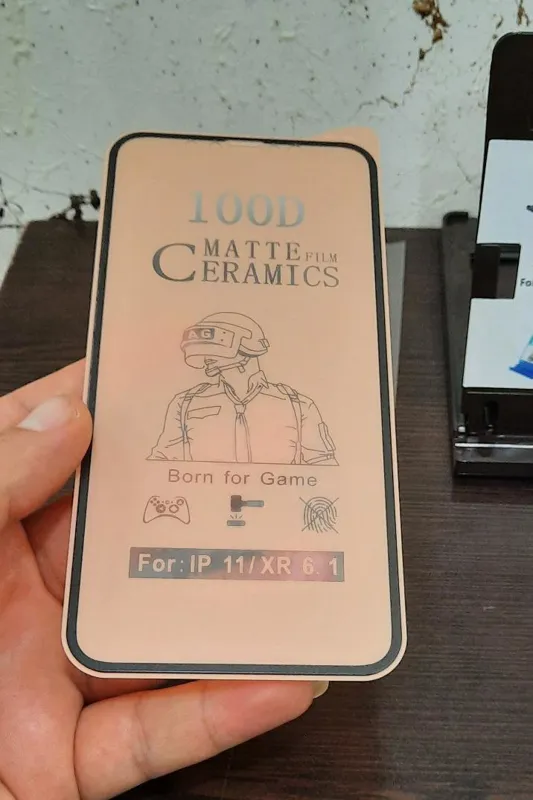 100D
MATTE FILM
CERAMICS
AG
Born for Game
For: IP 11/XR 6.1